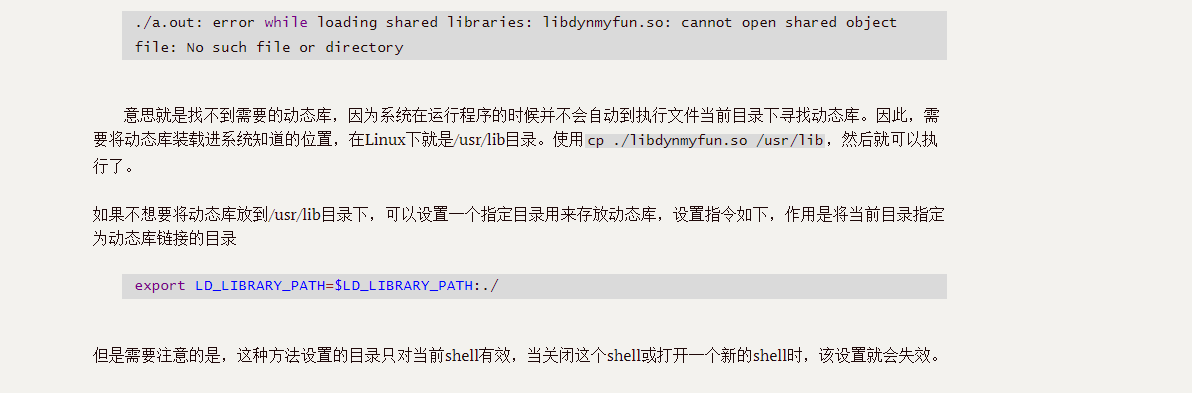 ./a.out: error while loading shared libraries: libdynmyfun.so: cannot open shared object
file: No such file or directory
意思就是找不到需要的动态库，因为系统在运行程序的时候并不会自动到执行文件当前目录下寻找动态库。因此，需
要将动态库装载进系统知道的位置，在Linux下就是/usr/lib目录。使用cp ./libdynmyfun.so /usr/lib，然后就可以执
行了。
如果不想要将动态库放到/usr/lib目录下，可以设置一个指定目录用来存放动态库，设置指令如下，作用是将当前目录指定
为动态库链接的目录
export LD_LIBRARY_PATH=$LD_LIBRARY_PATH:./
但是需要注意的是，这种方法设置的目录只对当前shell有效，当关闭这个shell或打开一个新的shell时，该设置就会失效。